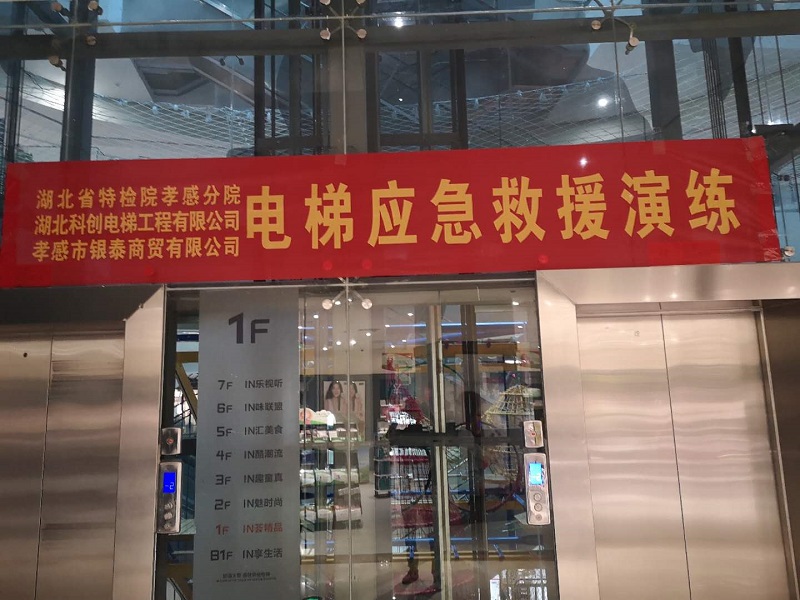 湖北省特检院孝感分院
湖北科创电梯工程有限公司
孝感市银泰商贸有限公司
电梯应急救援演练
1F
7F IN乐视听
6F IN味联盟
5F IN汇美食
4F IN酷潮流
3F IN魔童真
2F IN魅时尚
1F IN荟精品
B1F IN享生活